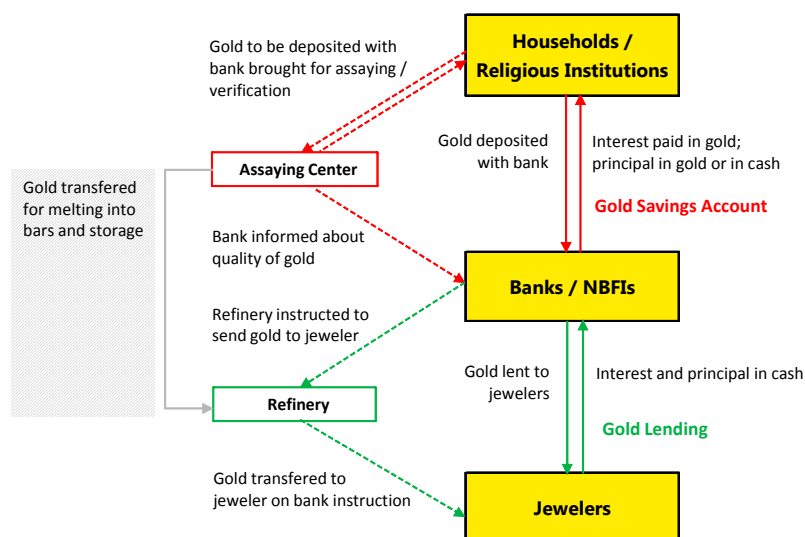 Gold to be deposited with
bank brought for assaying /
verification
Households /
Religious Institutions
Gold deposited
with bank
Interest paid in gold;
principal in gold or in cash
Assaying Center
Gold transfered
for melting into
bars and storage
Gold Savings Account
Bank informed about
quality of gold
Banks / NBFIs
Refinery instructed to
send gold to jeweler
Gold lent to
jewelers
Interest and principal in cash
Refinery
Gold Lending
Gold transfered to
jeweler on bank instruction
Jewelers